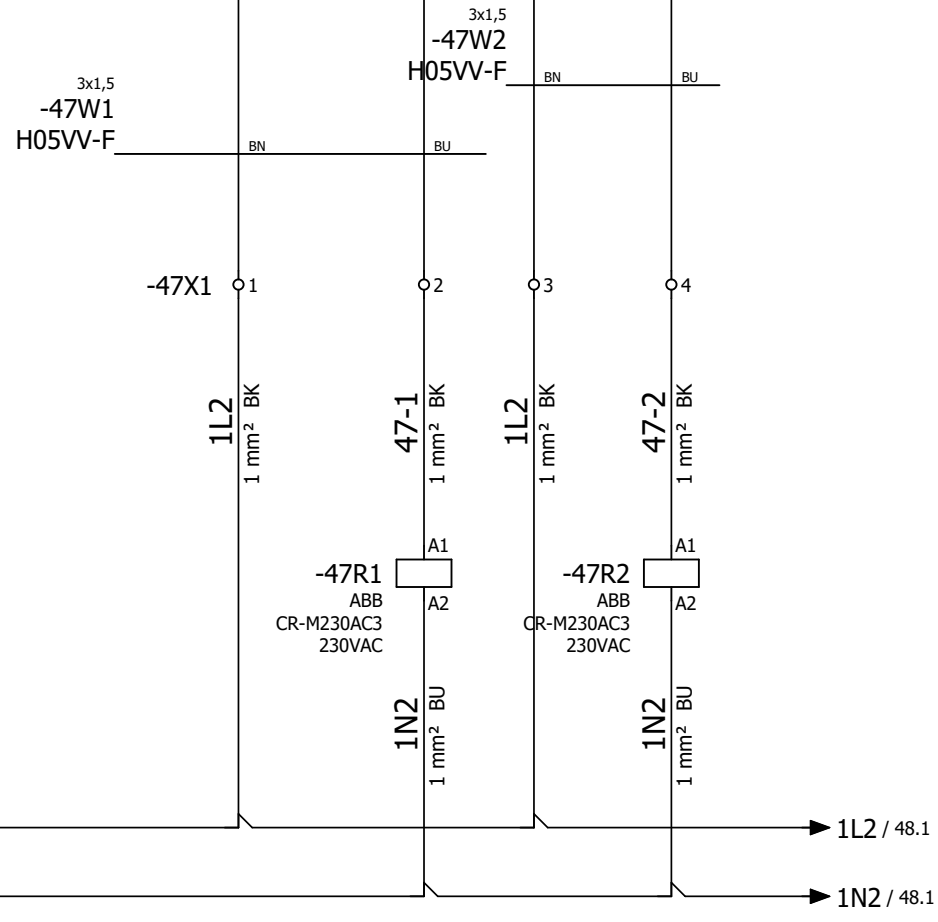 3x1,5
-47W2
H05VV-F
BN
BU
3x1,5
-47W1
H05VV-F
BN
BU
-47X1
1
2
3
4
1L2
1 mm² BK
47-1
1 mm² BK
1L2
1 mm² BK
47-2
1 mm² BK
A1
-47R1
ABB
A2
CR-M230AC3
230VAC
A1
-47R2
ABB
A2
CR-M230AC3
230VAC
1N2
1 mm² BU
1N2
1 mm² BU
1L2 / 48.1
1N2 / 48.1